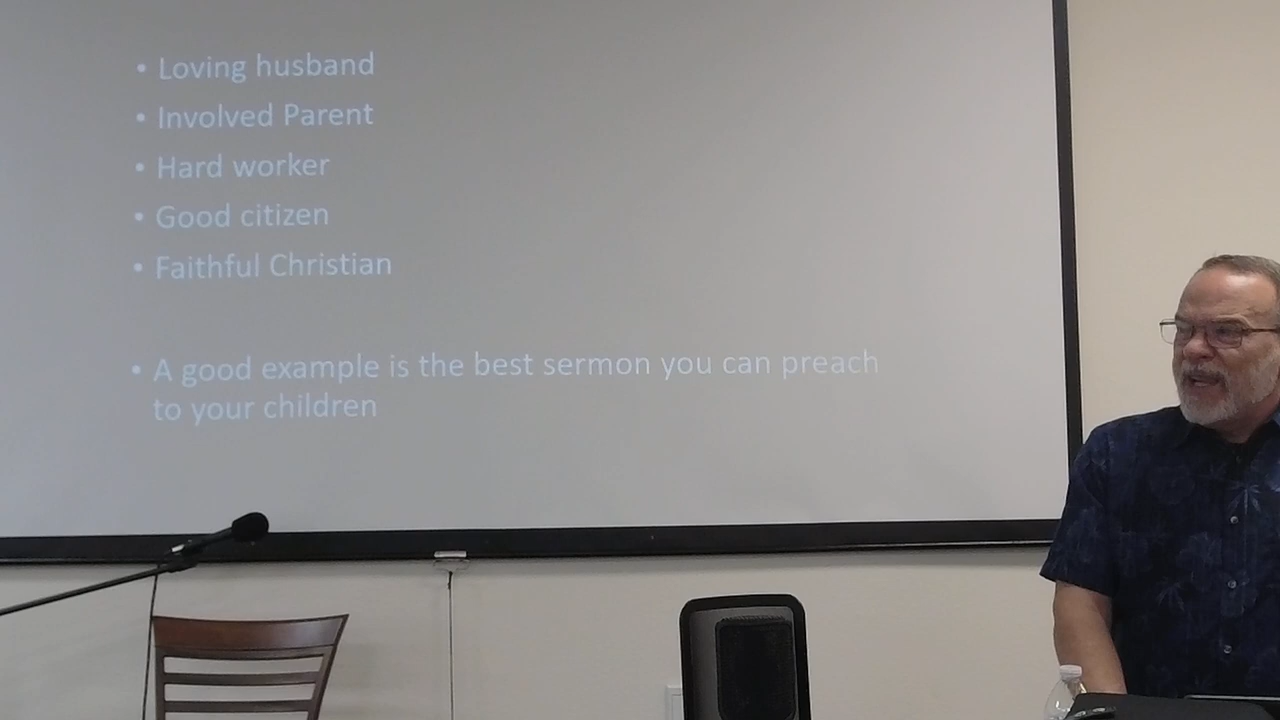 • Loving husband
• Involved Parent
• Hard worker
• Good citizen
• Faithful Christian
• A good example is the best sermon you can preach
to your children